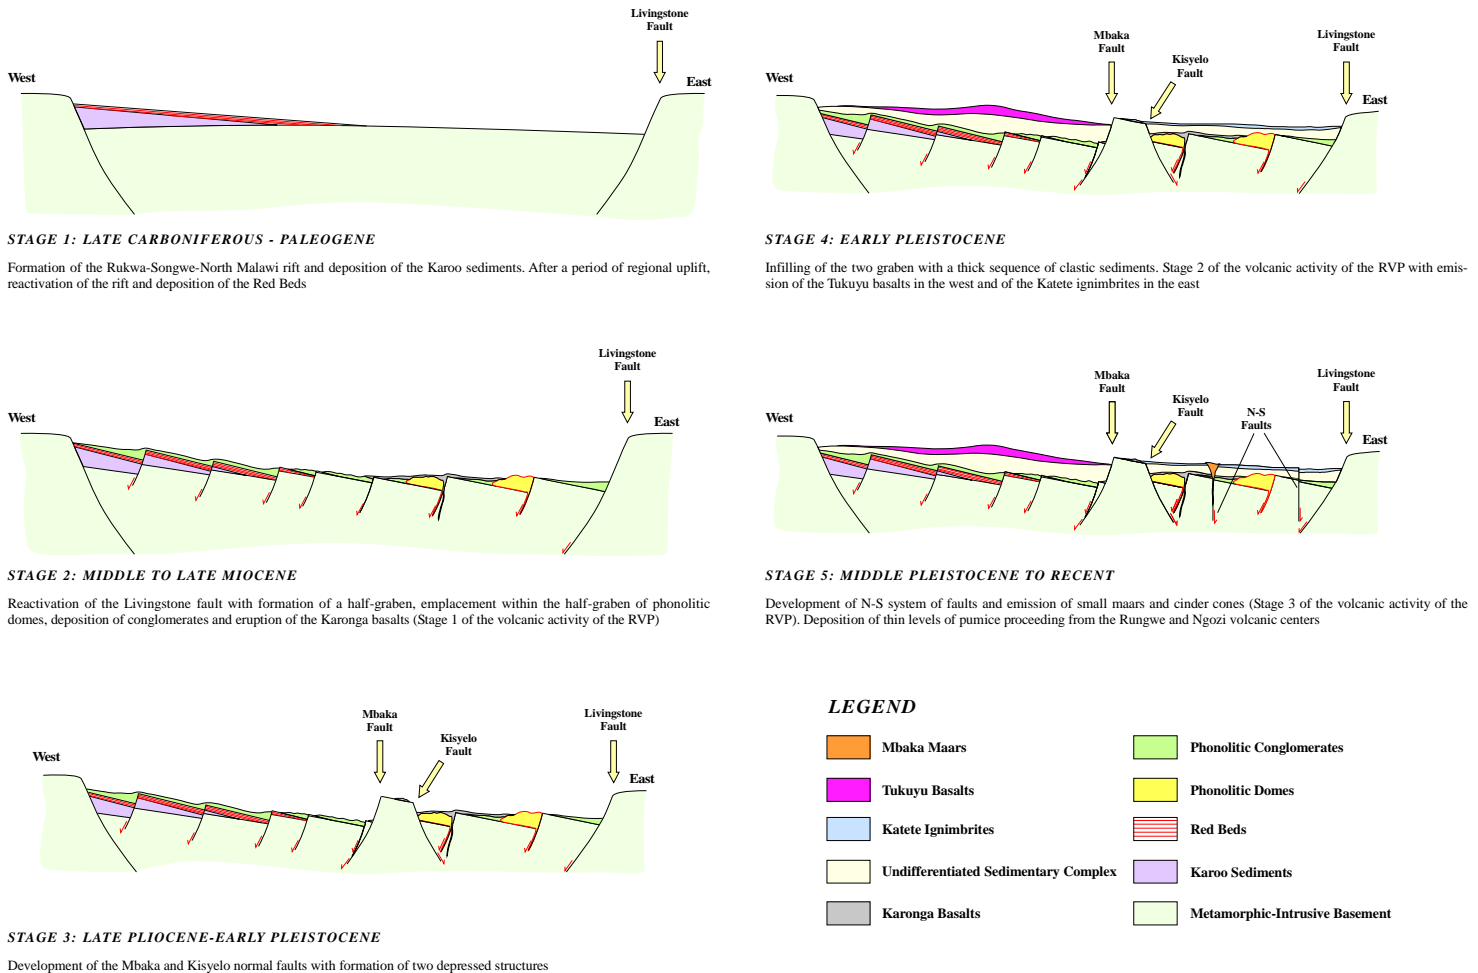 Livingstone
Fault
West
East
STAGE 1: LATE CARBONIFEROUS - PALEOGENE
Formation of the Rukwa-Songwe-North Malawi rift and deposition of the Karoo sediments. After a period of regional uplift,
reactivation of the rift and deposition of the Red Beds
Livingstone
Fault
West
East
STAGE 2: MIDDLE TO LATE MIOCENE
Reactivation of the Livingstone fault with formation of a half-graben, emplacement within the half-graben of phonolitic
domes, deposition of conglomerates and eruption of the Karonga basalts (Stage 1 of the volcanic activity of the RVP)
Mbaka
Fault
Kisyelo
Fault
Livingstone
Fault
West
East
STAGE 3: LATE PLIOCENE-EARLY PLEISTOCENE
Development of the Mbaka and Kisyelo normal faults with formation of two depressed structures
Mbaka
Fault
Kisyelo
Fault
Livingstone
Fault
West
East
STAGE 4: EARLY PLEISTOCENE
Infilling of the two graben with a thick sequence of clastic sediments. Stage 2 of the volcanic activity of the RVP with emis-
sion of the Tukuyu basalts in the west and of the Katete ignimbrites in the east
Mbaka
Fault
Kisyelo
Fault
N-S
Faults
Livingstone
Fault
West
East
STAGE 5: MIDDLE PLEISTOCENE TO RECENT
Development of N-S system of faults and emission of small maars and cinder cones (Stage 3 of the volcanic activity of the
RVP). Deposition of thin levels of pumice proceeding from the Rungwe and Ngozi volcanic centers
LEGEND
Mbaka Maars
Tukuyu Basalts
Katete Ignimbrites
Undifferentiated Sedimentary Complex
Karonga Basalts
Phonolitic Conglomerates
Phonolitic Domes
Red Beds
Karoo Sediments
Metamorphic-Intrusive Basement